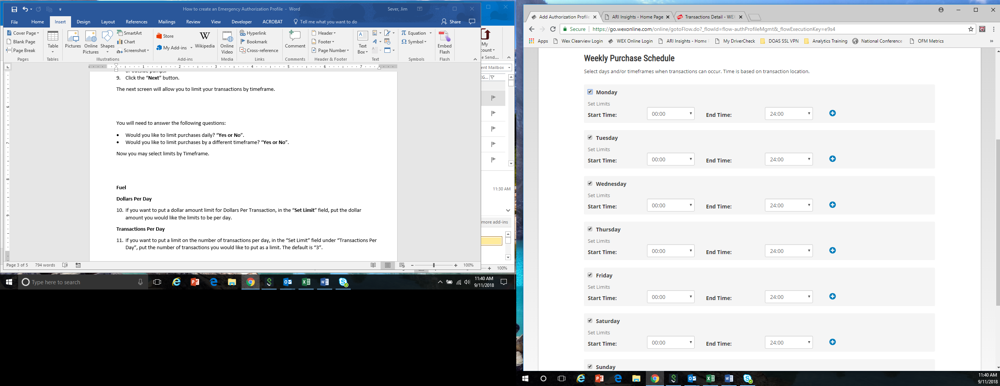 How to create an Emergency Authorization Profile - Word
Sever, Jim
File Home Insert Design Layout References Mailings Review View Developer ACROBAT Tell me what you want to do Share
Cover Page
Blank Page
Page Break
Pages
Table
Tables
Pictures
Online Pictures
Shapes
SmartArt
Chart
Screenshot
Illustrations
Store
My Add-ins
W
Wikipedia
Add-ins
Online Video
Media
Hyperlink
Bookmark
Cross-reference
Links
Comment
Comments
Header
Footer
Page Number
Header & Footer
Text Box
Text
Equation
Symbol
Symbols
Embed Flash
Flash
My
count
e Send...
ent Mailbox
G...
1 2 3 4 5 6 7
6
7
8
9
or outside pumps.
9. Click the “Next” button.
The next screen will allow you to limit your transactions by timeframe.
You will need to answer the following questions:
• Would you like to limit purchases daily? “Yes or No”.
• Would you like to limit purchases by a different timeframe? “Yes or No”.
Now you may select limits by Timeframe.
Fuel
Dollars Per Day
10. If you want to put a dollar amount limit for Dollars Per Transaction, in the “Set Limit” field, put the dollar
amount you would like the limits to be per day.
Transactions Per Day
11. If you want to put a limit on the number of transactions per day, in the “Set Limit” field under “Transactions Per
Day”, put the number of transactions you would like to put as a limit. The default is “3”.
11:30 AM
more add-ins
Page 3 of 5 794 words 100%
100%
Type here to search
11:40 AM
9/11/2018
Add Authorization Profile
ARI Insights - Home Page
Transactions Detail - WEX
Secure https://go.wexonline.com/online/gotoFlow.do?_flowId=flow-authProfileMgmt&_flowExecutionKey=e9s4
Apps Wex Clearview Login WEX Online Login ARI Insights - Home My DriverCheck DOAS SSL VPN Analytics Training National Conference OFM Metrics »
Weekly Purchase Schedule
Select days and/or timeframes when transactions can occur. Time is based on transaction location.
Monday
Set Limits
Start Time: 00:00 End Time: 24:00
Tuesday
Set Limits
Start Time: 00:00 End Time: 24:00
Wednesday
Set Limits
Start Time: 00:00 End Time: 24:00
Thursday
Set Limits
Start Time: 00:00 End Time: 24:00
Friday
Set Limits
Start Time: 00:00 End Time: 24:00
Saturday
Set Limits
Start Time: 00:00 End Time: 24:00
Sunday
11:40 AM
9/11/2018